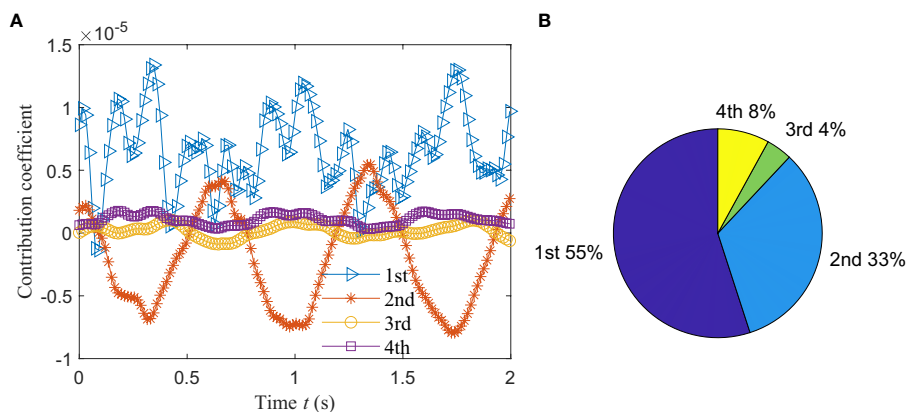 A
×10⁻⁵
1.5
1
0.5
0
-0.5
-1
Contribution coefficient
1st
2nd
3rd
4th
0
0.5
1
1.5
2
Time t (s)
B
4th 8%
3rd 4%
1st 55%
2nd 33%